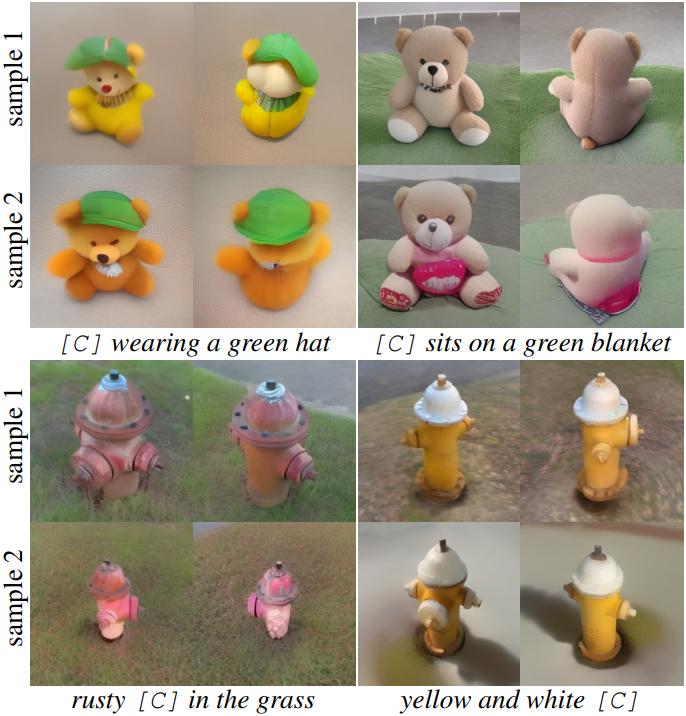 sample 1
sample 2
[C] wearing a green hat
[C] sits on a green blanket
sample 1
sample 2
rusty [C] in the grass
yellow and white [C]